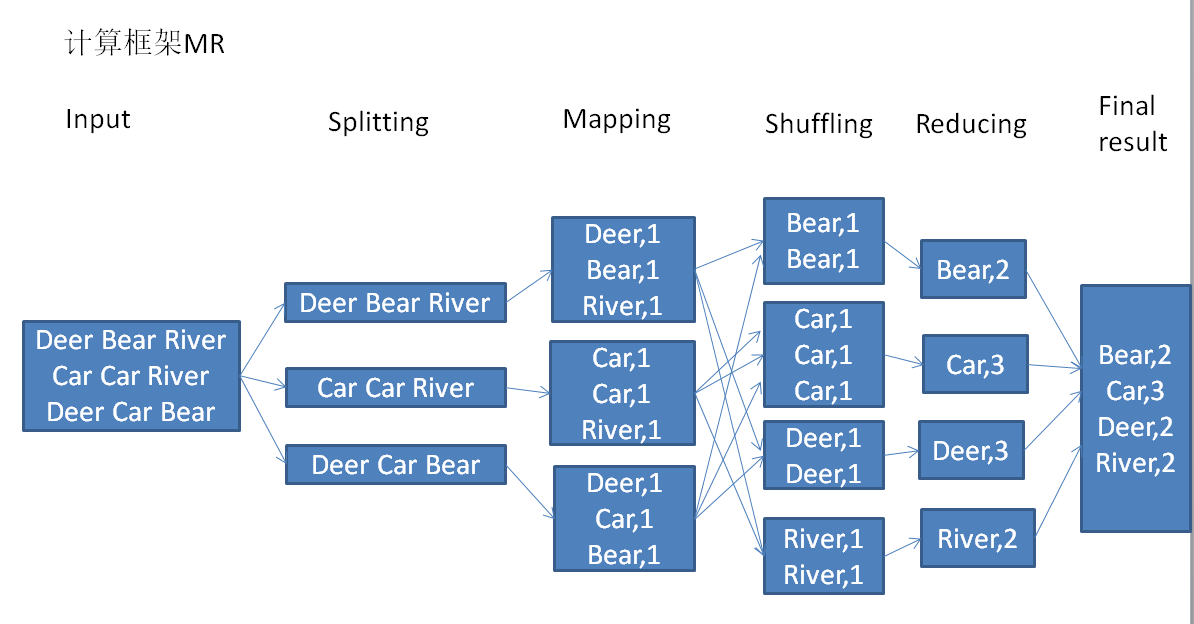 计算框架MR
Input
Splitting
Mapping
Shuffling
Reducing
Final
result
Deer Bear River
Car Car River
Deer Car Bear
Deer Bear River
Car Car River
Deer Car Bear
Deer,1
Bear,1
River,1
Car,1
Car,1
River,1
Deer,1
Car,1
Bear,1
Bear,1
Bear,1
Car,1
Car,1
Car,1
Deer,1
Deer,1
River,1
River,1
Bear,2
Car,3
Deer,3
River,2
Bear,2
Car,3
Deer,2
River,2